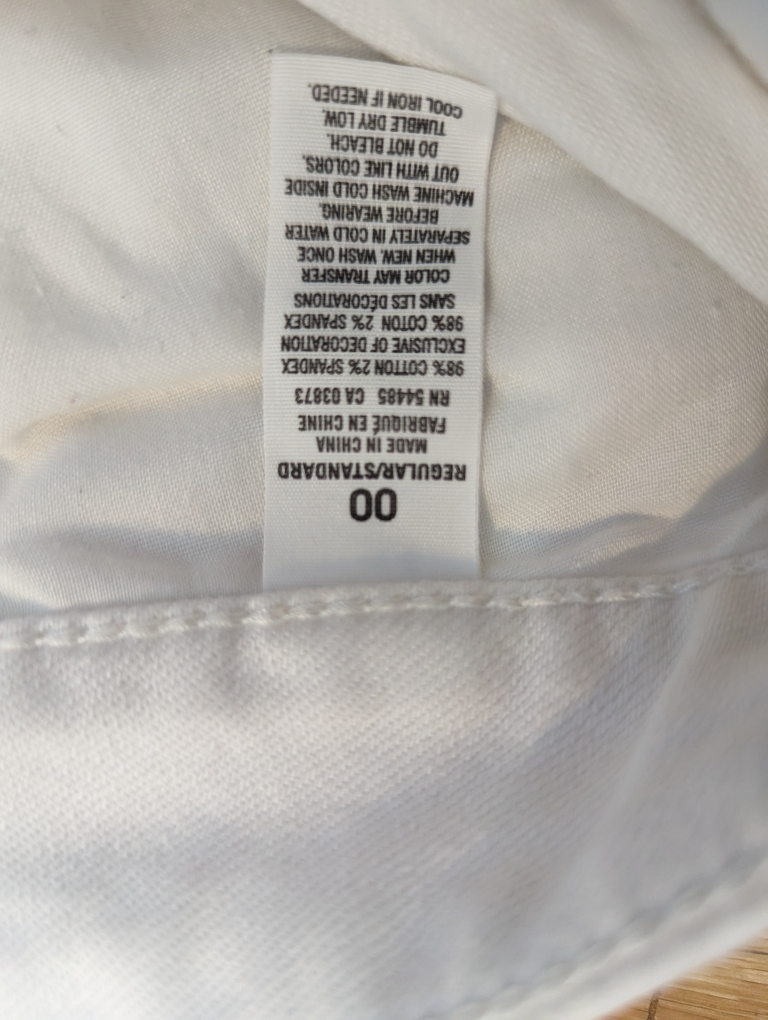 00
REGULAR/STANDARD
MADE IN CHINA
FABRIQUÉ EN CHINE
RN 54485 CA 03873
98% COTTON 2% SPANDEX
EXCLUSIVE OF DECORATION
98% COTON 2% SPANDEX
SANS LES DÉCORATIONS
COLOR MAY TRANSFER
WHEN NEW. WASH ONCE
SEPARATELY IN COLD WATER
BEFORE WEARING.
MACHINE WASH COLD INSIDE
OUT WITH LIKE COLORS.
DO NOT BLEACH.
TUMBLE DRY LOW.
COOL IRON IF NEEDED.